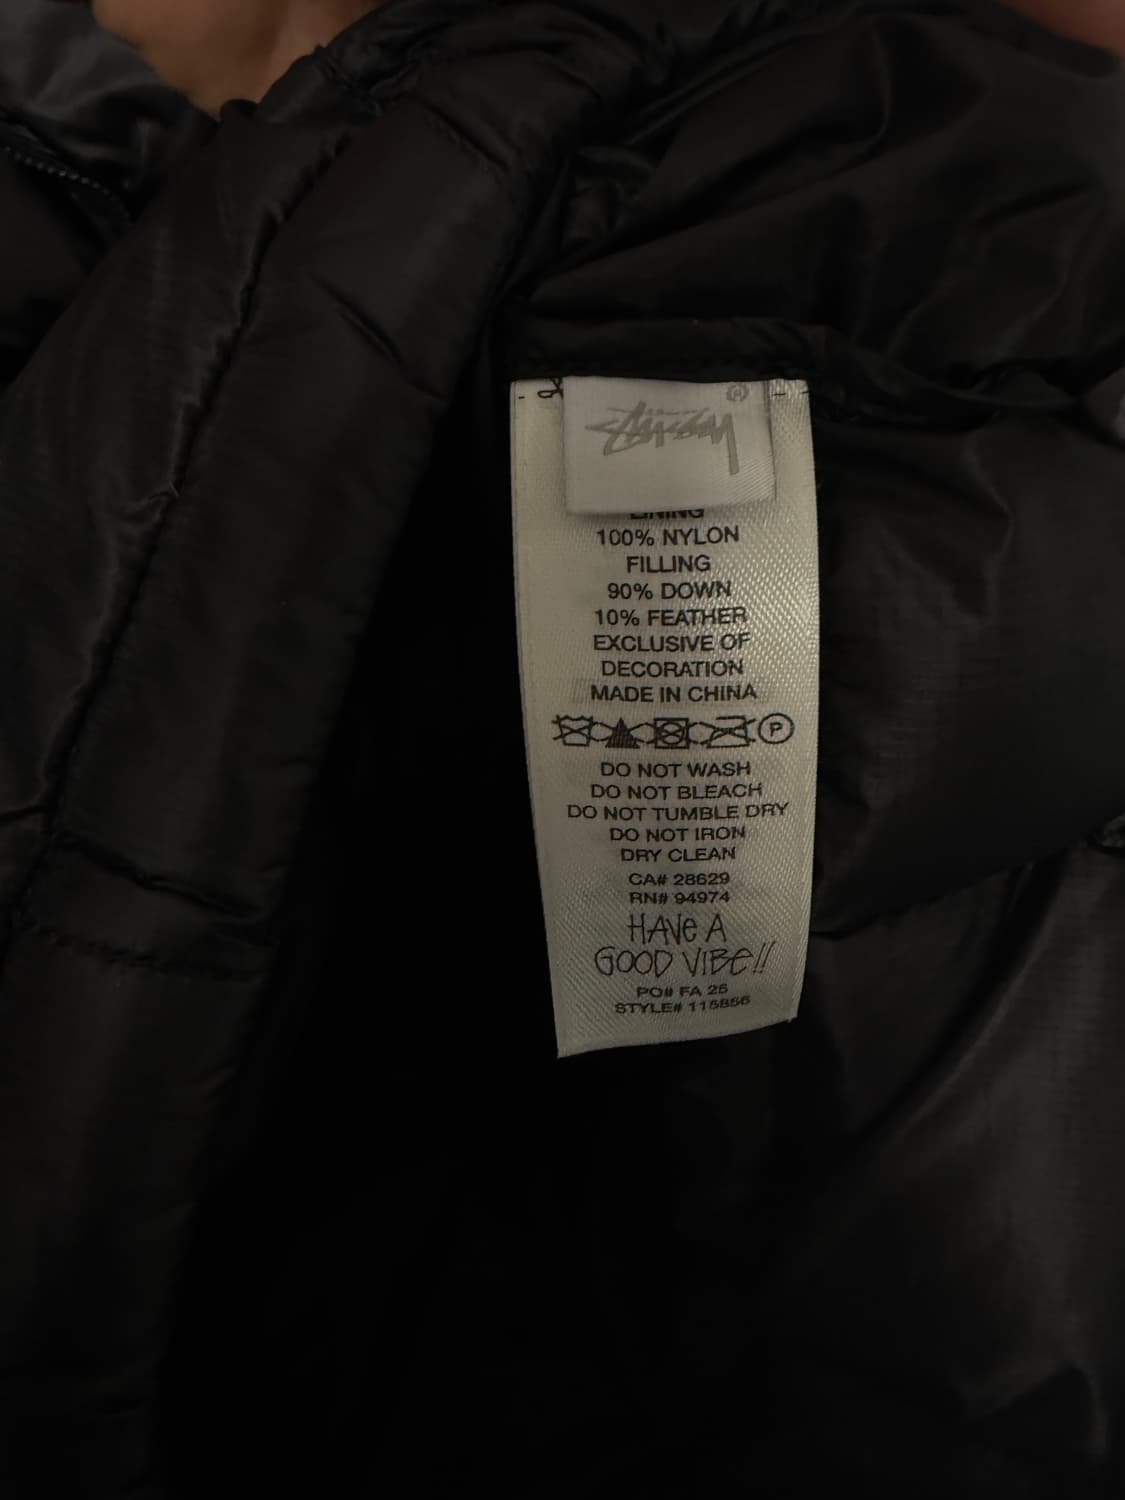 Stüssy
®
LINING
100% NYLON
FILLING
90% DOWN
10% FEATHER
EXCLUSIVE OF
DECORATION
MADE IN CHINA
P
DO NOT WASH
DO NOT BLEACH
DO NOT TUMBLE DRY
DO NOT IRON
DRY CLEAN
CA# 28629
RN# 94974
HAVE A
GOOD VIBE!!
PO# FA 25
STYLE# 115856